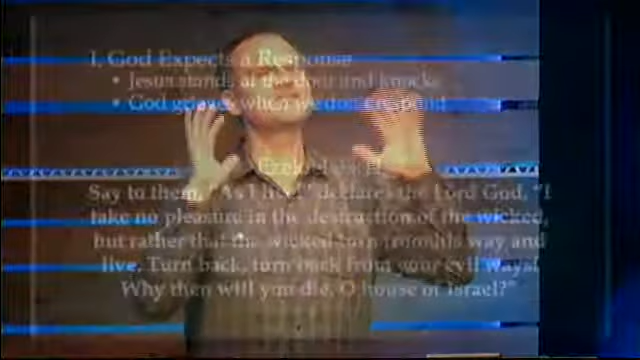 I. God Expects a Response
• Jesus stands at the door and knocks
• God grieves when we don't respond
Say to them, "As I live," declares the Lord God, "I
take no pleasure in the destruction of the wicked,
but rather that the wicked turn from his way and
live. Turn back, turn back from your evil ways!
Why then will you die, O house of Israel?"